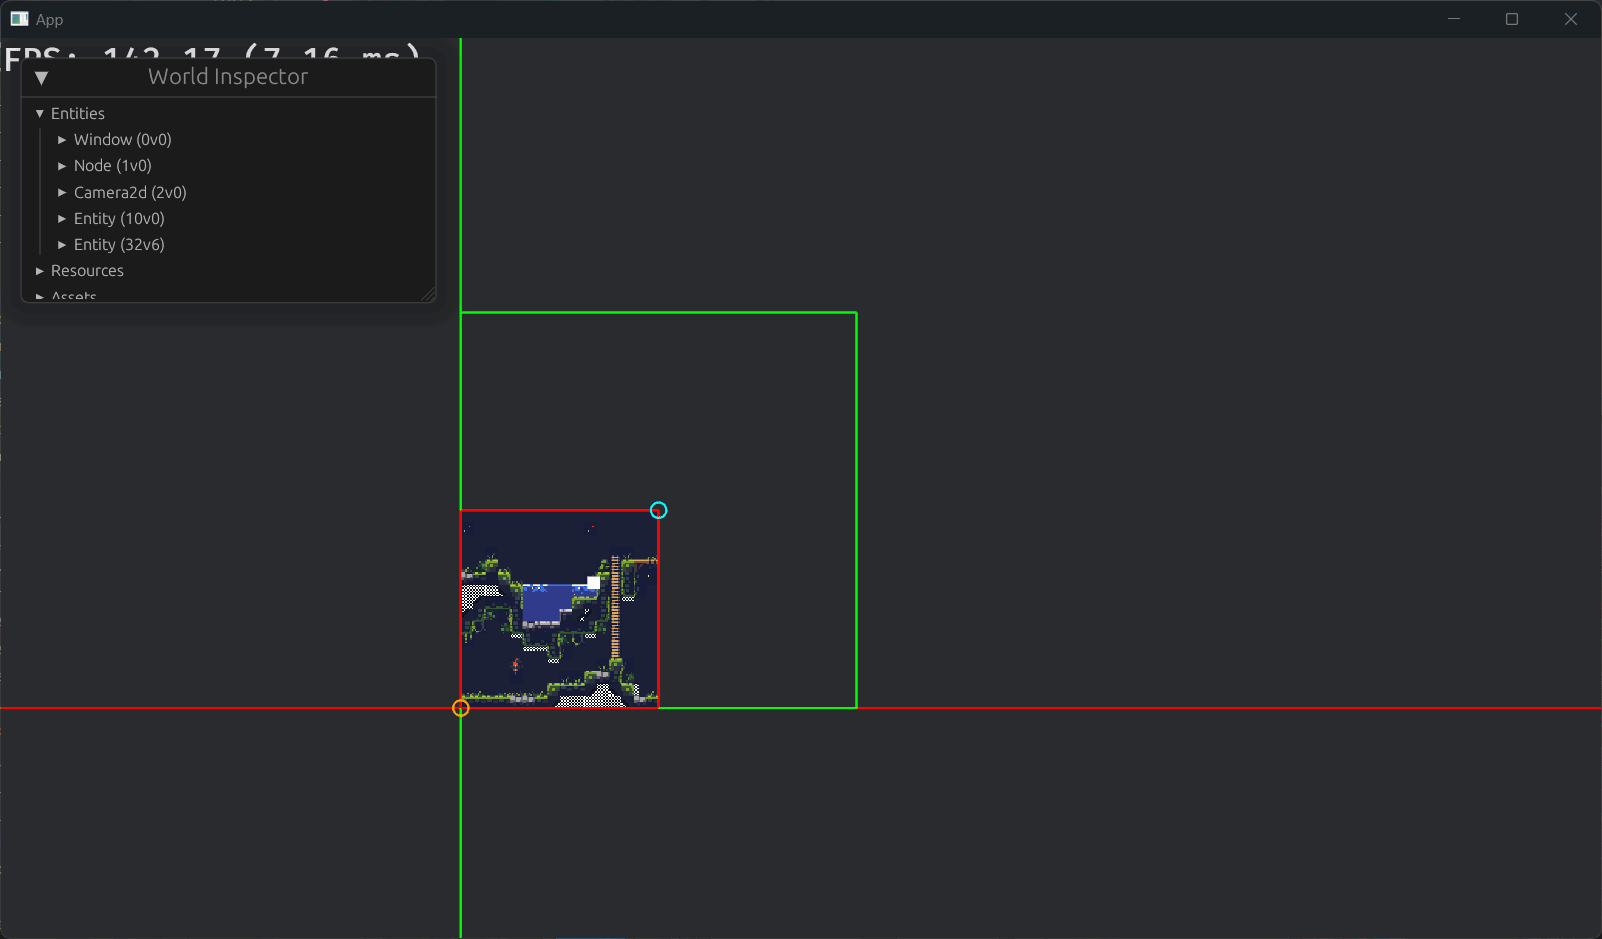 App
FPS: 142.17 (7.16 ms)
World Inspector
Entities
Window (0v0)
Node (1v0)
Camera2d (2v0)
Entity (10v0)
Entity (32v6)
Resources
Assets